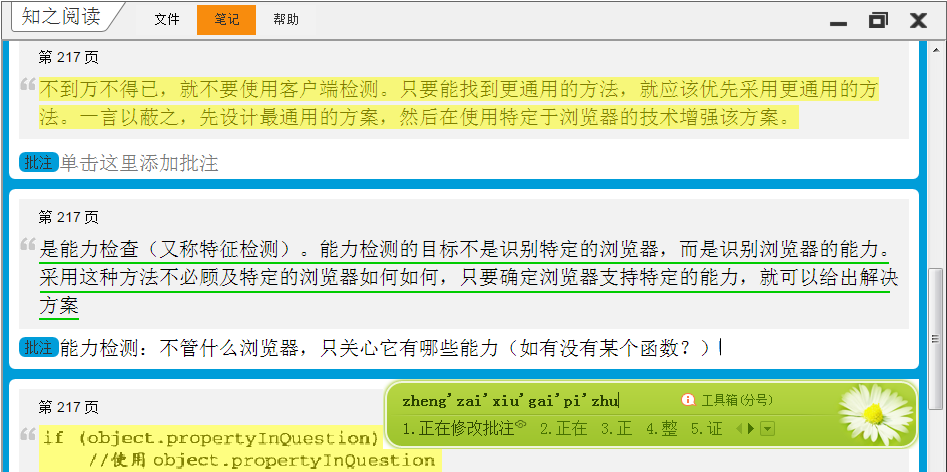 知之阅读 文件 笔记 帮助
第 217 页
不到万不得已，就不要使用客户端检测。只要能找到更通用的方法，就应该优先采用更通用的方
法。一言以蔽之，先设计最通用的方案，然后在使用特定于浏览器的技术增强该方案。
批注 单击这里添加批注
第 217 页
是能力检查（又称特征检测）。能力检测的目标不是识别特定的浏览器，而是识别浏览器的能力。
采用这种方法不必顾及特定的浏览器如何如何，只要确定浏览器支持特定的能力，就可以给出解决
方案
批注 能力检测：不管什么浏览器，只关心它有哪些能力（如有没有某个函数？）
第 217 页
if (object.propertyInQuestion)
//使用 object.propertyInQuestion
zheng'zai'xiu'gai'pi'zhu 工具箱(分号)
1.正在修改批注 2.正在 3.正 4.整 5.证